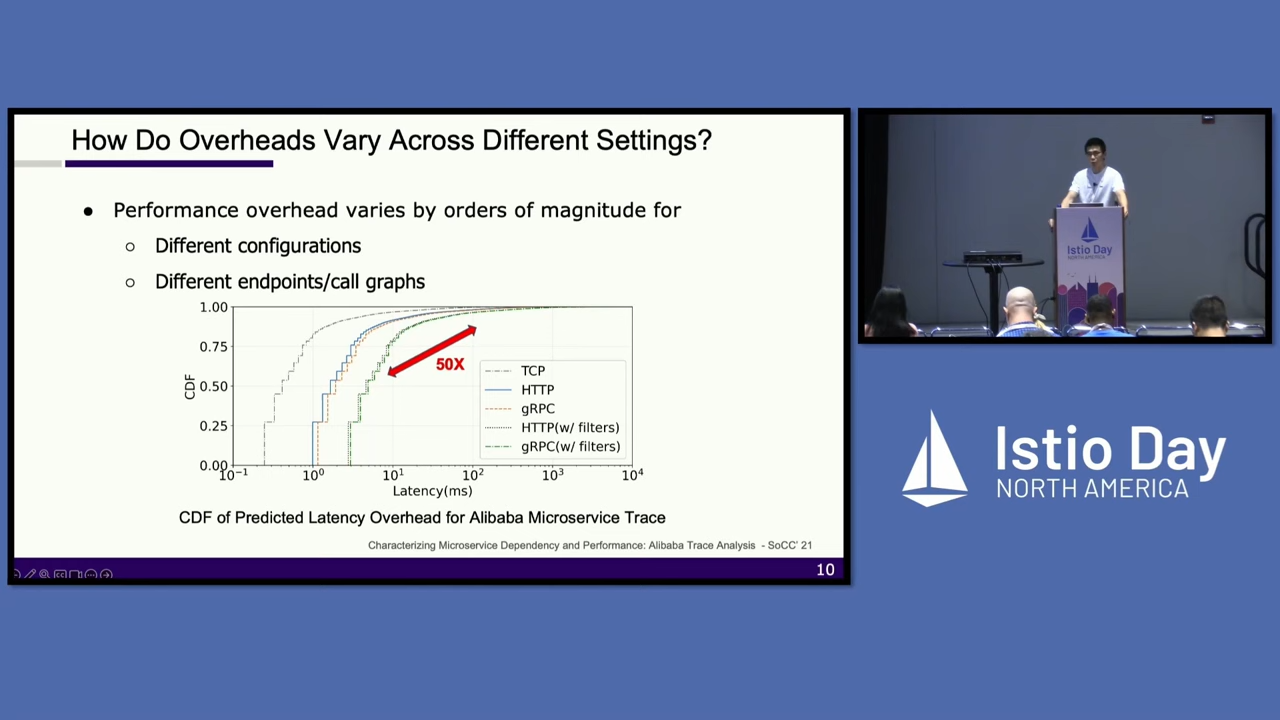 How Do Overheads Vary Across Different Settings?
● Performance overhead varies by orders of magnitude for
○ Different configurations
○ Different endpoints/call graphs
1.00
0.75
0.50
0.25
0.00
CDF
10⁻¹ 10⁰ 10¹ 10² 10³ 10⁴
Latency(ms)
50X
TCP
HTTP
gRPC
HTTP(w/ filters)
gRPC(w/ filters)
CDF of Predicted Latency Overhead for Alibaba Microservice Trace
Characterizing Microservice Dependency and Performance: Alibaba Trace Analysis - SoCC' 21
10
Istio Day
NORTH AMERICA
Istio Day
NORTH AMERICA